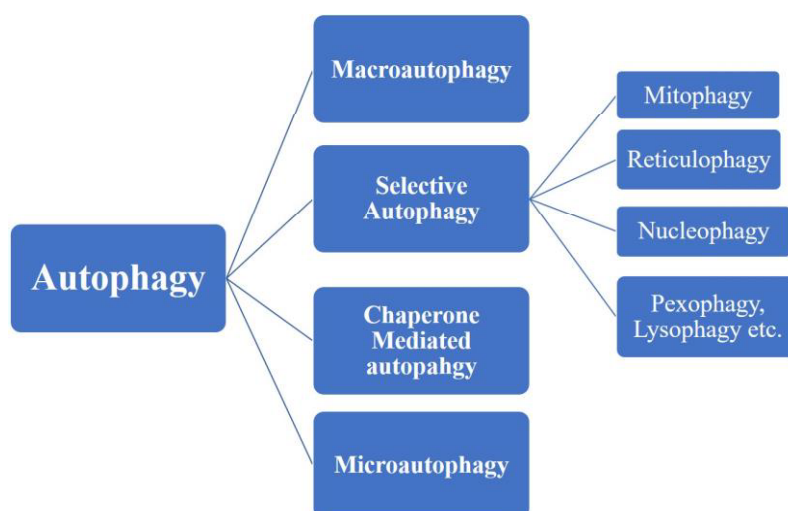 Autophagy
Macroautophagy
Selective
Autophagy
Chaperone
Mediated
autopahgy
Microautophagy
Mitophagy
Reticulophagy
Nucleophagy
Pexophagy,
Lysophagy etc.